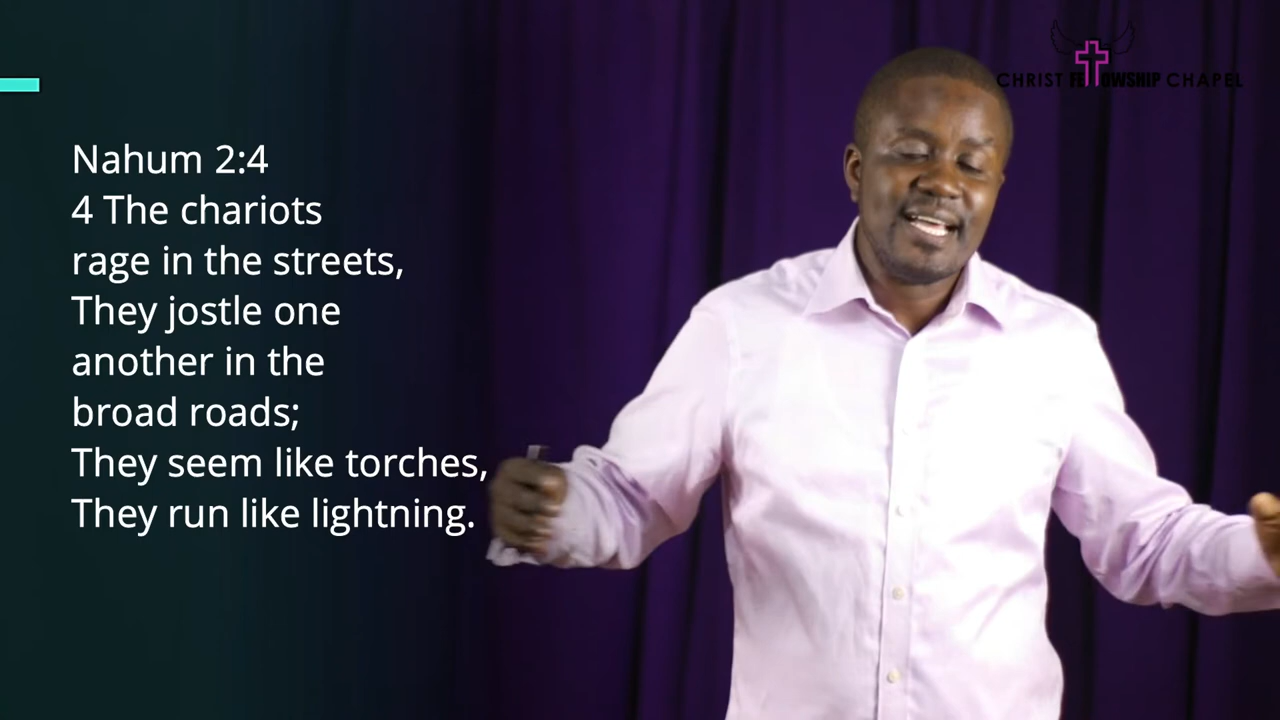 CHRIST FELLOWSHIP CHAPEL
Nahum 2:4
4 The chariots
rage in the streets,
They jostle one
another in the
broad roads;
They seem like torches,
They run like lightning.